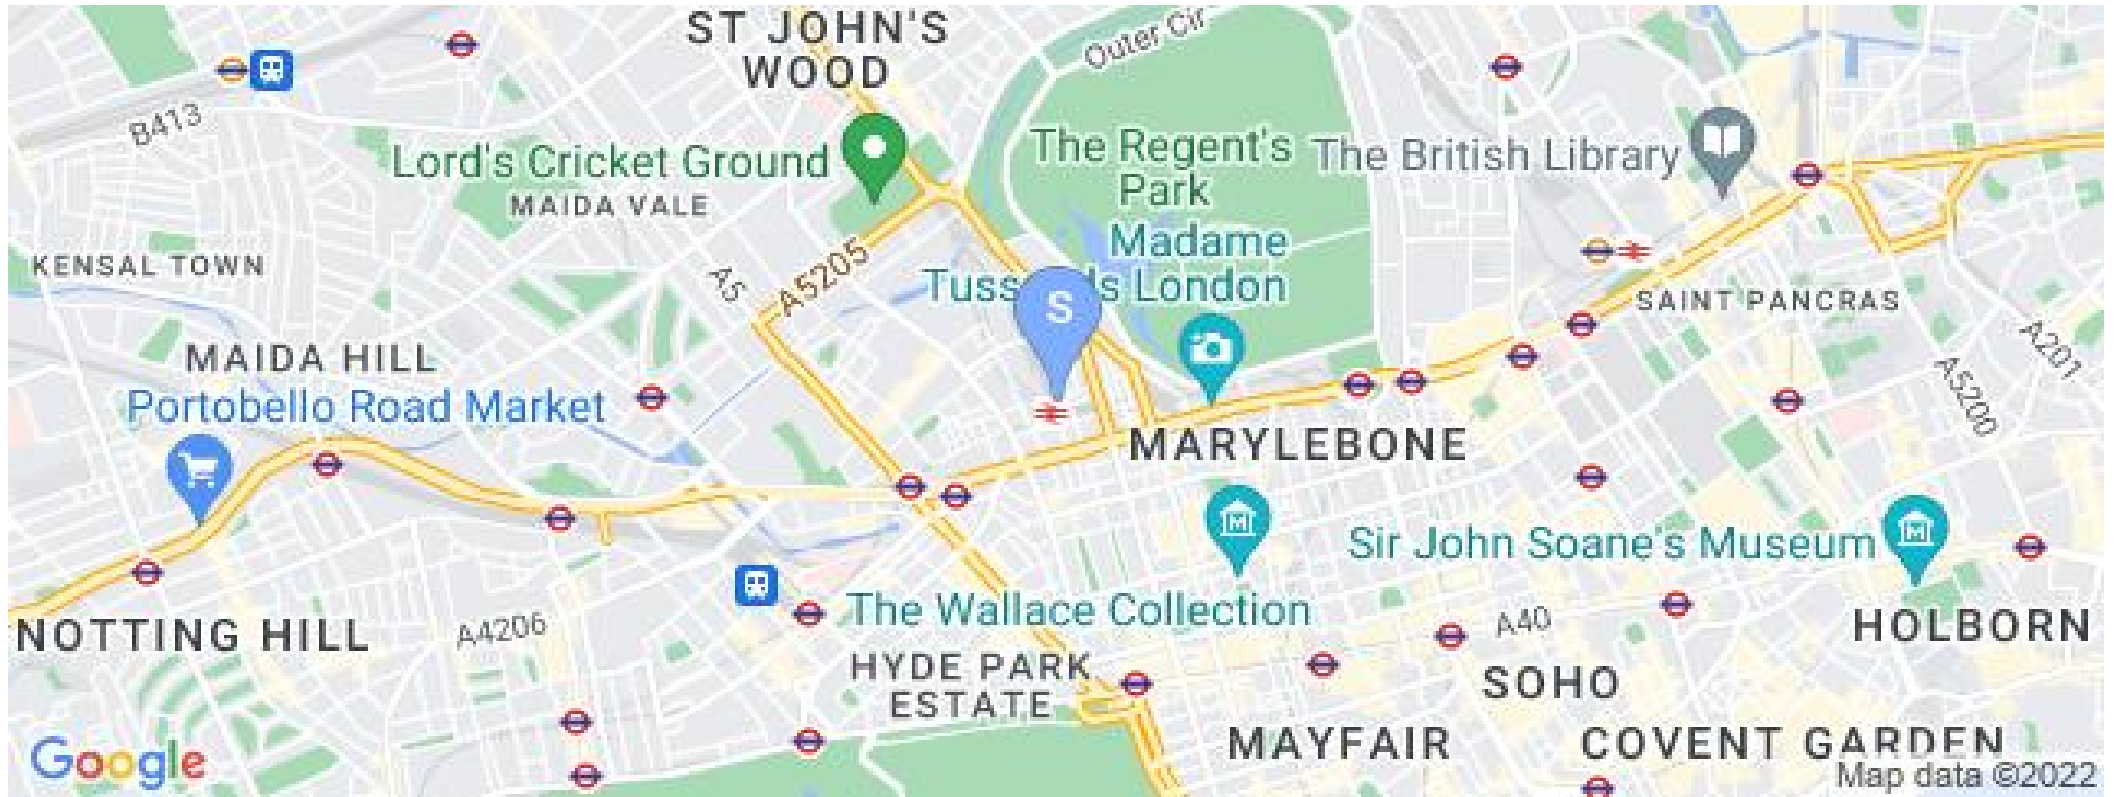 ST JOHN'S
WOOD
Outer Cir
B413
Lord's Cricket Ground
The Regent's
Park
The British Library
MAIDA VALE
KENSAL TOWN
A5
A5205
Madame
Tuss ds London
S
SAINT PANCRAS
A201
A5200
MAIDA HILL
Portobello Road Market
MARYLEBONE
M
M
Sir John Soane's Museum
The Wallace Collection
NOTTING HILL
A4206
A40
HOLBORN
HYDE PARK
ESTATE
SOHO
MAYFAIR
COVENT GARDEN
Google
Map data ©2022